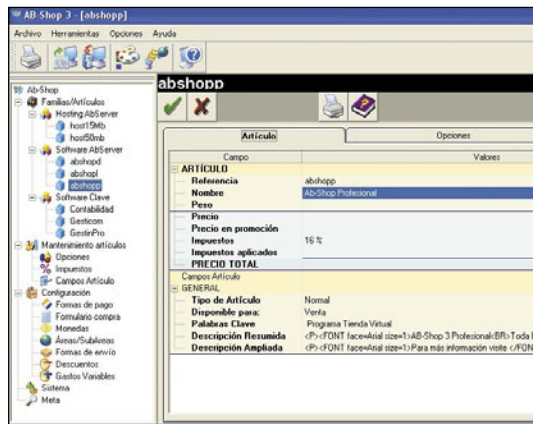 AB-Shop 3 - [abshopp]
Archivo Herramientas Opciones Ayuda
abshopp
Ab-Shop
Familias/Artículos
Hosting AbServer
host15Mb
host50mb
Software AbServer
abshopd
abshopl
abshopp
Software Clave
Contabilidad
Gesticom
GestinPro
Mantenimiento artículos
Opciones
Impuestos
Campos Artículo
Configuración
Formas de pago
Formulario compra
Monedas
Áreas/SubAreas
Formas de envío
Descuentos
Gastos Variables
Sistema
Meta
Artículo Opciones
Campo Valores
ARTÍCULO
Referencia abshopp
Nombre Ab-Shop Profesional
Peso
Precio
Precio en promoción
Impuestos 16 %
Impuestos aplicados
PRECIO TOTAL
Campos Artículo
GENERAL
Tipo de Artículo Normal
Disponible para: Venta
Palabras Clave Programa Tienda Virtual
Descripción Resumida <P><FONT face=Arial size=1>AB-Shop 3 Profesional<BR>Toda
Descripción Ampliada <P><FONT face=Arial size=1>Para más información visite </FON